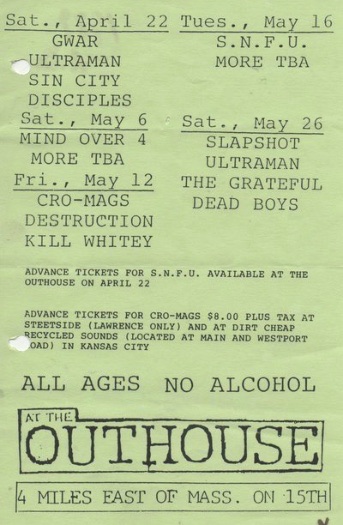 Sat., April 22
GWAR
ULTRAMAN
SIN CITY
DISCIPLES
Sat., May 6
MIND OVER 4
MORE TBA
Fri., May 12
CRO-MAGS
DESTRUCTION
KILL WHITEY
Tues., May 16
S.N.F.U.
MORE TBA
Sat., May 26
SLAPSHOT
ULTRAMAN
THE GRATEFUL
DEAD BOYS
ADVANCE TICKETS FOR S.N.F.U. AVAILABLE AT THE
OUTHOUSE ON APRIL 22
ADVANCE TICKETS FOR CRO-MAGS $8.00 PLUS TAX AT
STEETSIDE (LAWRENCE ONLY) AND AT DIRT CHEAP
RECYCLED SOUNDS (LOCATED AT MAIN AND WESTPORT
OAD) IN KANSAS CITY
ALL AGES NO ALCOHOL
AT THE
OUTHOUSE
4 MILES EAST OF MASS. ON 15TH